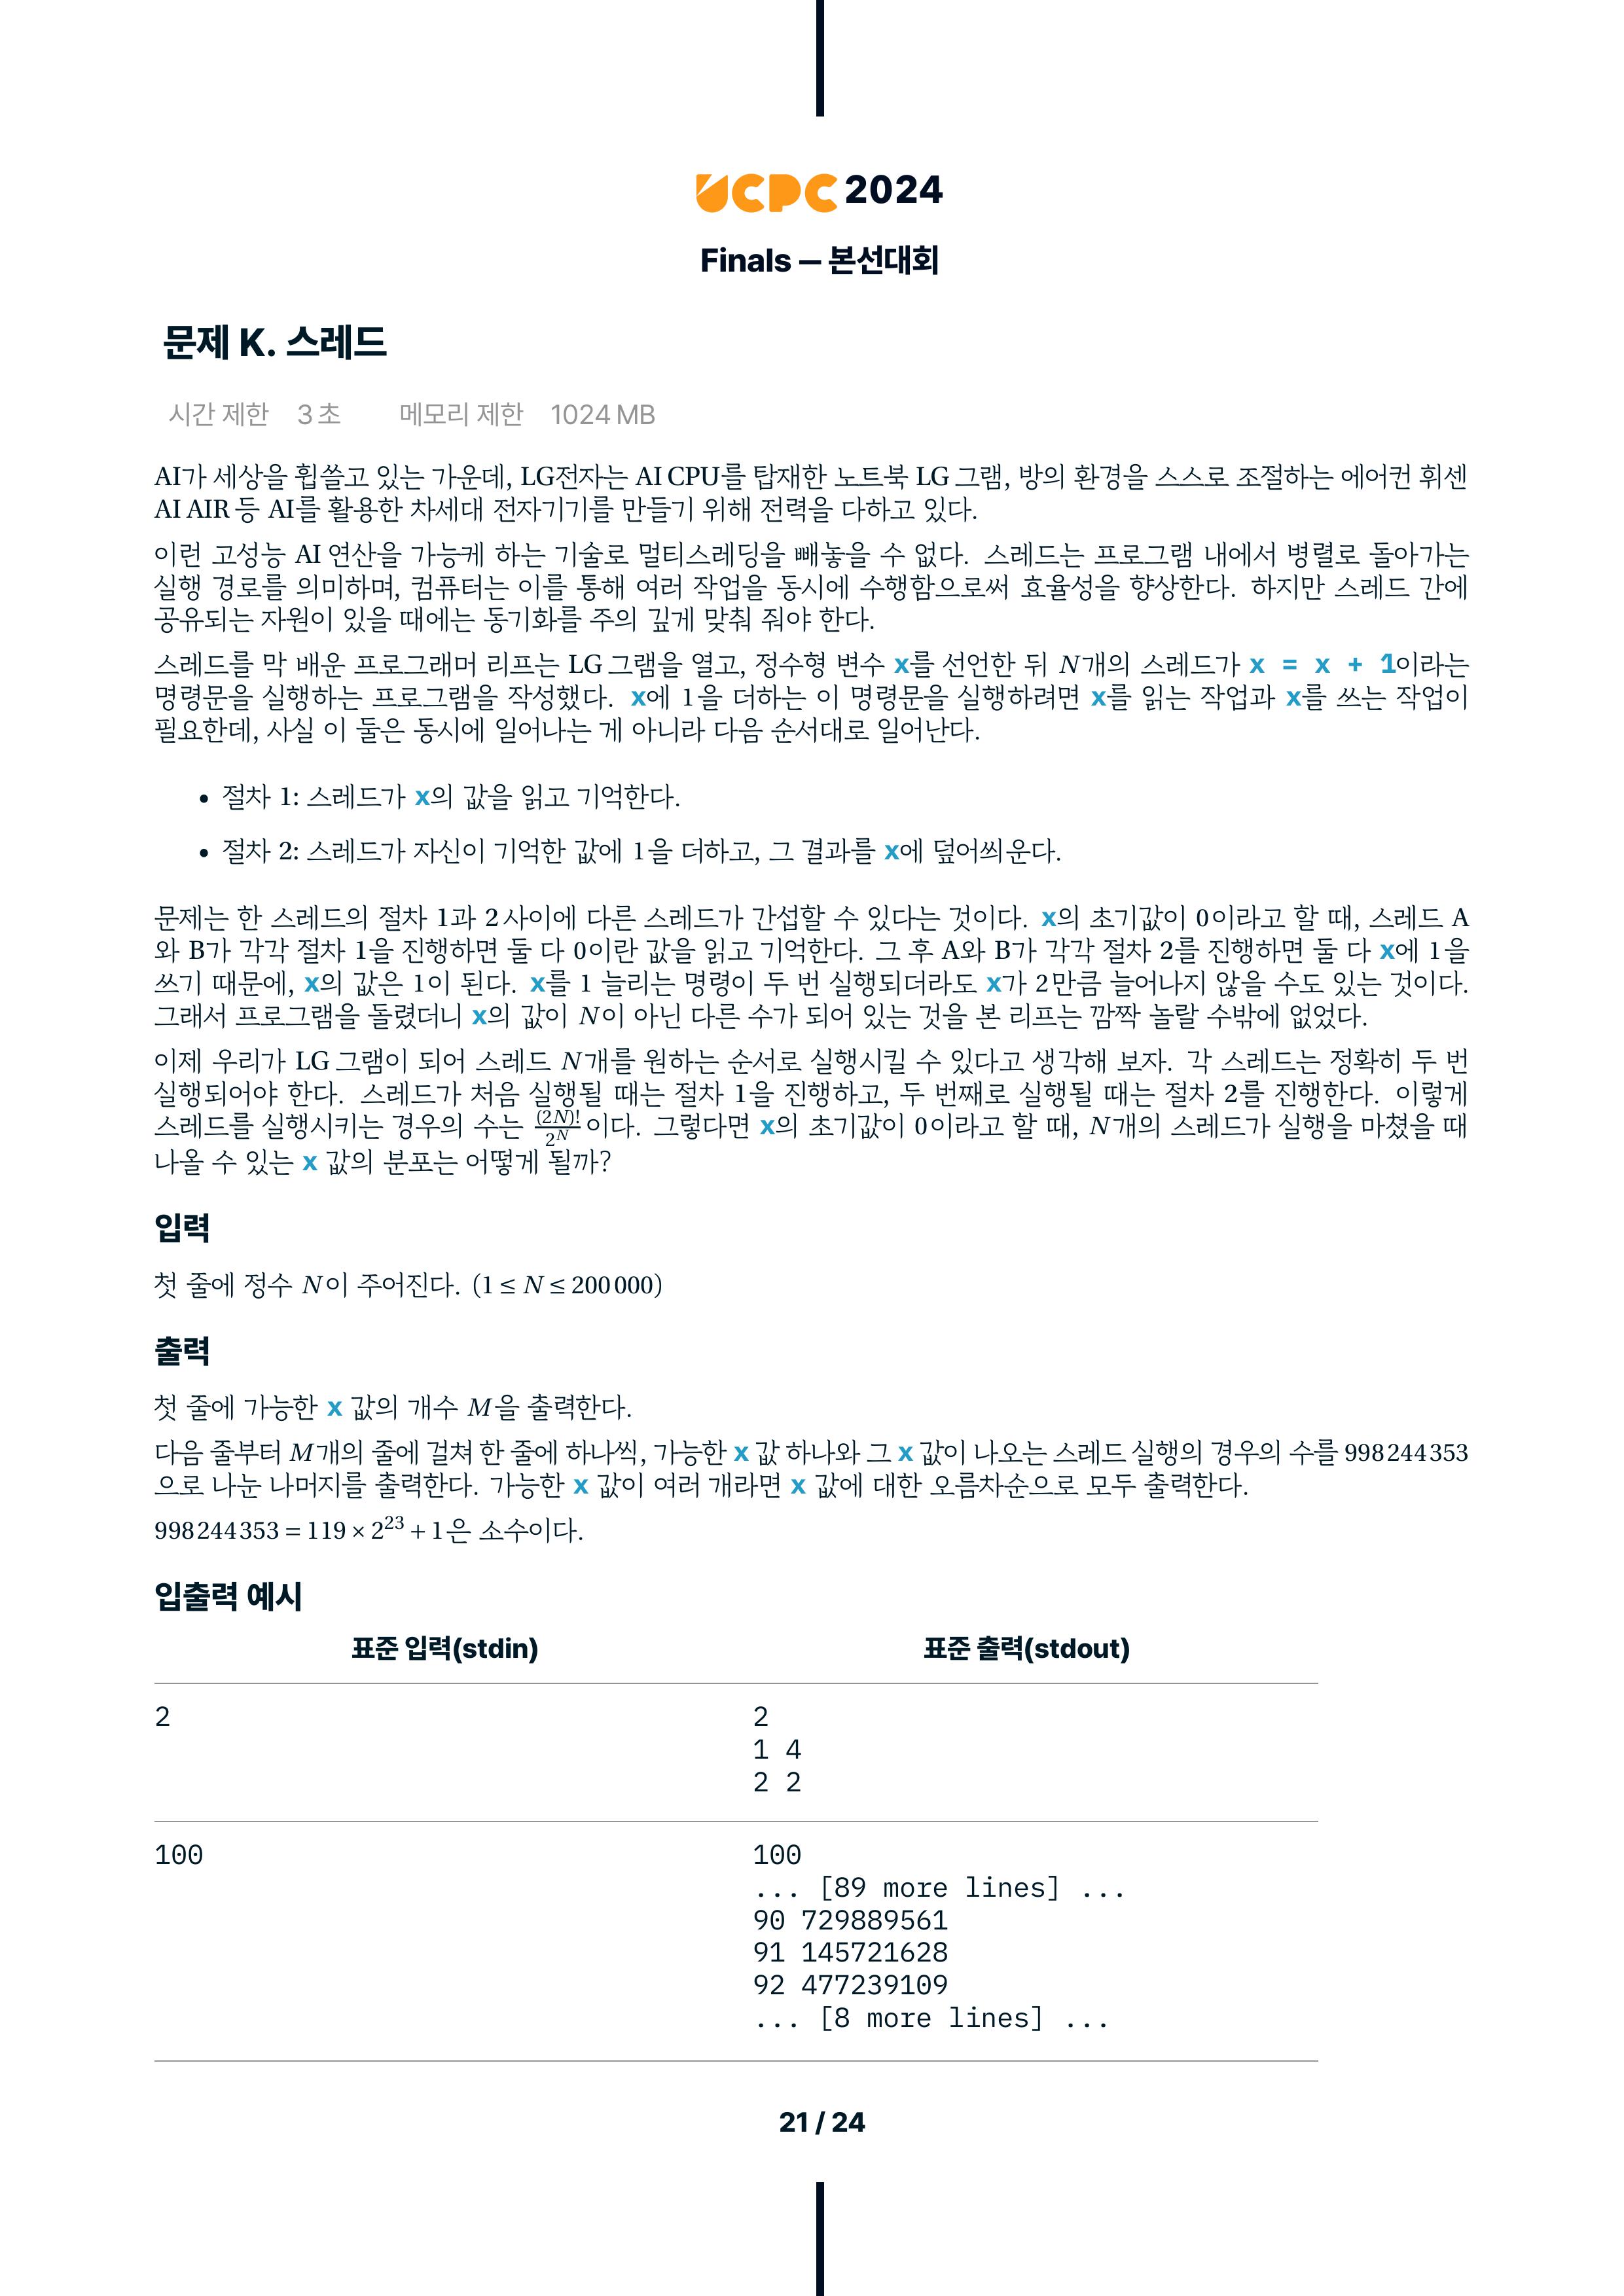 UCPC 2024
Finals — 본선대회
문제 K. 스레드
시간 제한 3 초 메모리 제한 1024 MB
AI가 세상을 휩쓸고 있는 가운데, LG전자는 AI CPU를 탑재한 노트북 LG 그램, 방의 환경을 스스로 조절하는 에어컨 휘센
AI AIR 등 AI를 활용한 차세대 전자기기를 만들기 위해 전력을 다하고 있다.
이런 고성능 AI 연산을 가능케 하는 기술로 멀티스레딩을 빼놓을 수 없다. 스레드는 프로그램 내에서 병렬로 돌아가는
실행 경로를 의미하며, 컴퓨터는 이를 통해 여러 작업을 동시에 수행함으로써 효율성을 향상한다. 하지만 스레드 간에
공유되는 자원이 있을 때에는 동기화를 주의 깊게 맞춰 줘야 한다.
스레드를 막 배운 프로그래머 리프는 LG 그램을 열고, 정수형 변수 x를 선언한 뒤 N개의 스레드가 x = x + 1이라는
명령문을 실행하는 프로그램을 작성했다. x에 1을 더하는 이 명령문을 실행하려면 x를 읽는 작업과 x를 쓰는 작업이
필요한데, 사실 이 둘은 동시에 일어나는 게 아니라 다음 순서대로 일어난다.
• 절차 1: 스레드가 x의 값을 읽고 기억한다.
• 절차 2: 스레드가 자신이 기억한 값에 1을 더하고, 그 결과를 x에 덮어씌운다.
문제는 한 스레드의 절차 1과 2 사이에 다른 스레드가 간섭할 수 있다는 것이다. x의 초기값이 0이라고 할 때, 스레드 A
와 B가 각각 절차 1을 진행하면 둘 다 0이란 값을 읽고 기억한다. 그 후 A와 B가 각각 절차 2를 진행하면 둘 다 x에 1을
쓰기 때문에, x의 값은 1이 된다. x를 1 늘리는 명령이 두 번 실행되더라도 x가 2만큼 늘어나지 않을 수도 있는 것이다.
그래서 프로그램을 돌렸더니 x의 값이 N이 아닌 다른 수가 되어 있는 것을 본 리프는 깜짝 놀랄 수밖에 없었다.
이제 우리가 LG 그램이 되어 스레드 N개를 원하는 순서로 실행시킬 수 있다고 생각해 보자. 각 스레드는 정확히 두 번
실행되어야 한다. 스레드가 처음 실행될 때는 절차 1을 진행하고, 두 번째로 실행될 때는 절차 2를 진행한다. 이렇게
스레드를 실행시키는 경우의 수는 (2N)!/2^N이다. 그렇다면 x의 초기값이 0이라고 할 때, N개의 스레드가 실행을 마쳤을 때
나올 수 있는 x 값의 분포는 어떻게 될까?
입력
첫 줄에 정수 N이 주어진다. (1 ≤ N ≤ 200 000)
출력
첫 줄에 가능한 x 값의 개수 M을 출력한다.
다음 줄부터 M개의 줄에 걸쳐 한 줄에 하나씩, 가능한 x 값 하나와 그 x 값이 나오는 스레드 실행의 경우의 수를 998 244 353
으로 나눈 나머지를 출력한다. 가능한 x 값이 여러 개라면 x 값에 대한 오름차순으로 모두 출력한다.
998 244 353 = 119 × 2^23 + 1은 소수이다.
입출력 예시
표준 입력(stdin) 표준 출력(stdout)
2 2
1 4
2 2
100 100
... [89 more lines] ...
90 729889561
91 145721628
92 477239109
... [8 more lines] ...
21 / 24